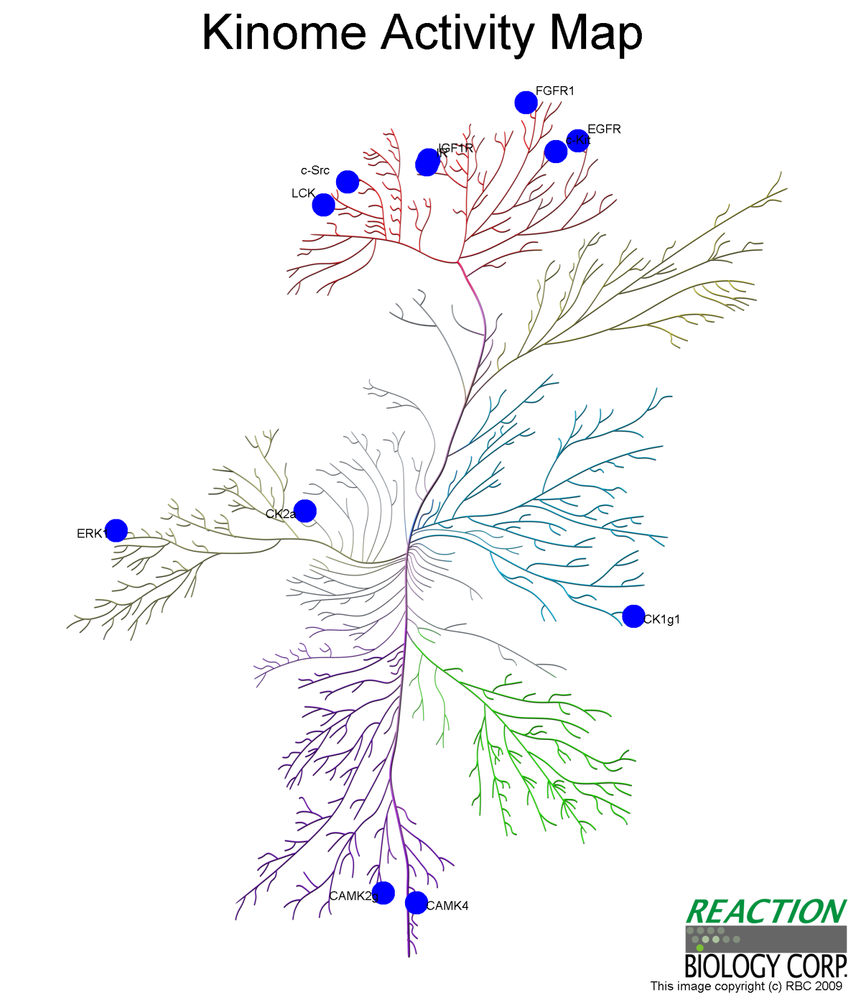 Kinome Activity Map
FGFR1
EGFR
c-Kit
IGF1R
IR
c-Src
LCK
CK2a
ERK1
CK1g1
CAMK2g
CAMK4
REACTION
BIOLOGY CORP.
This image copyright (c) RBC 2009